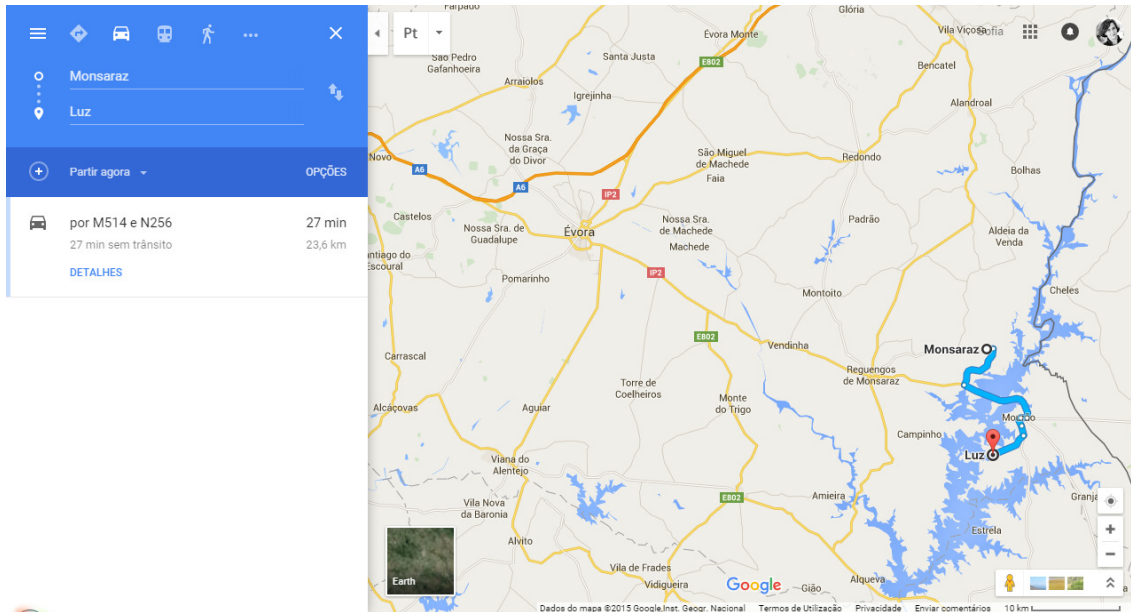 Monsaraz
Luz
Partir agora
OPÇÕES
por M514 e N256
27 min
27 min sem trânsito
23,6 km
DETALHES
Pt
Farpado
Glória
Vila Viçosa
Sofia
Évora Monte
São Pedro
Gafanhoeira
Santa Justa
E802
Bencatel
Arraiolos
Igrejinha
Alandroal
Nossa Sra.
da Graça
do Divor
Novo
A6
São Miguel
de Machede
Redondo
Faia
Bolhas
A6
IP2
Castelos
Nossa Sra. de
Guadalupe
Évora
Nossa Sra.
de Machede
Padrão
Machede
Aldeia da
Venda
ntiago do
Escoural
Pomarinho
IP2
Montoito
Cheles
E802
Vendinha
Monsaraz
Carrascal
Reguengos
de Monsaraz
Torre de
Coelheiros
Monte
do Trigo
Alcáçovas
Aguiar
Campinho
Luz
Viana do
Alentejo
E802
Amieira
Granja
Vila Nova
da Baronia
Estrela
Alvito
Vila de Frades
Vidigueira
Alqueva
Earth
Google
Gião
Dados do mapa ©2015 Google,Inst. Geogr. Nacional
Termos de Utilização
Privacidade
Enviar comentários
10 km